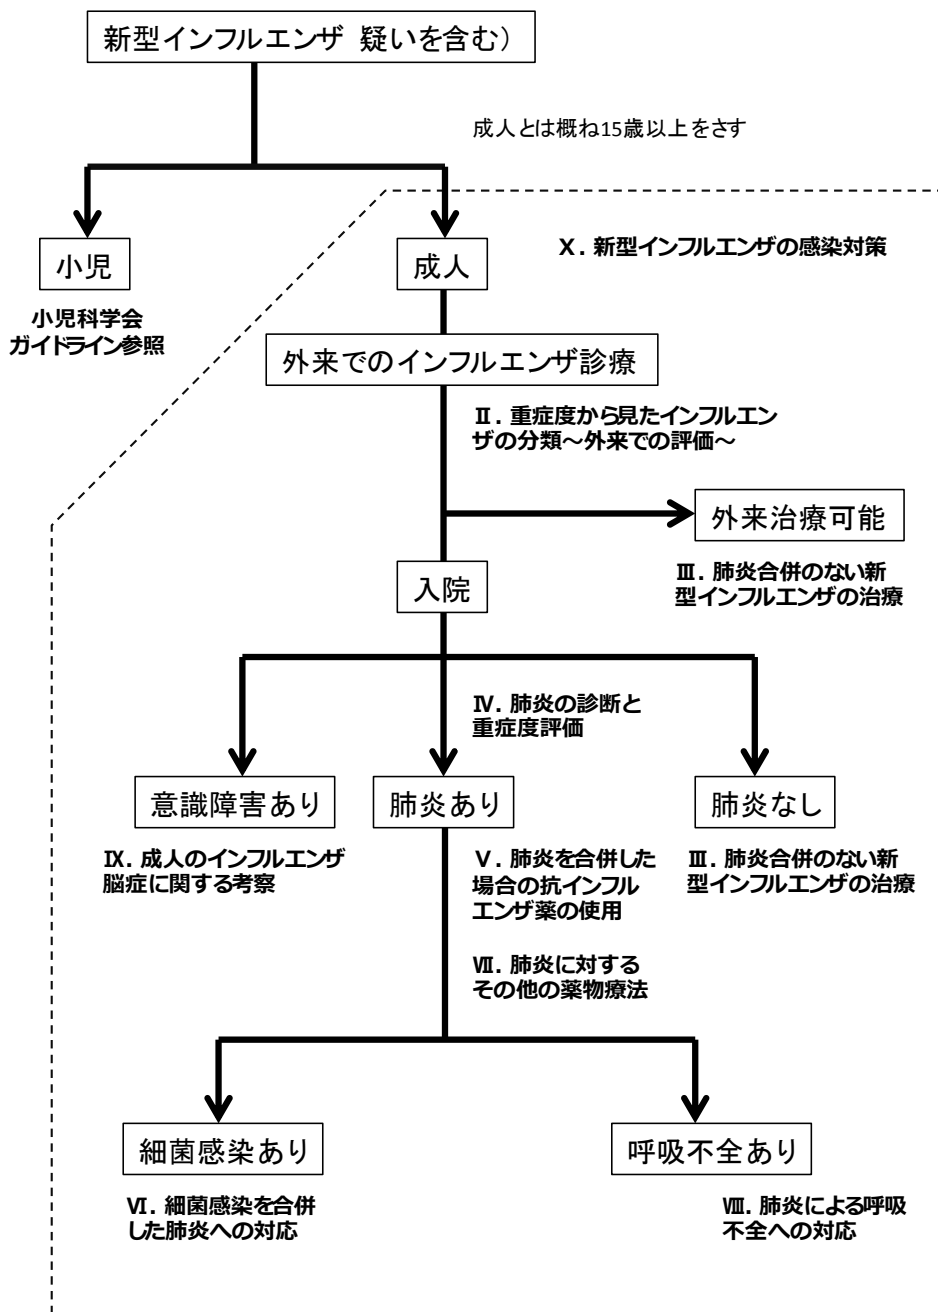 新型インフルエンザ 疑いを含む）
成人とは概ね15歳以上をさす
小児
成人
Ⅹ．新型インフルエンザの感染対策
小児科学会
ガイドライン参照
外来でのインフルエンザ診療
Ⅱ．重症度から見たインフルエン
ザの分類～外来での評価～
外来治療可能
Ⅲ．肺炎合併のない新
型インフルエンザの治療
入院
Ⅳ．肺炎の診断と
重症度評価
意識障害あり
肺炎あり
肺炎なし
Ⅸ．成人のインフルエンザ
脳症に関する考察
Ⅴ．肺炎を合併した
場合の抗インフル
エンザ薬の使用
Ⅲ．肺炎合併のない新
型インフルエンザの治療
Ⅶ．肺炎に対する
その他の薬物療法
細菌感染あり
呼吸不全あり
Ⅵ．細菌感染を合併
した肺炎への対応
Ⅷ．肺炎による呼吸
不全への対応